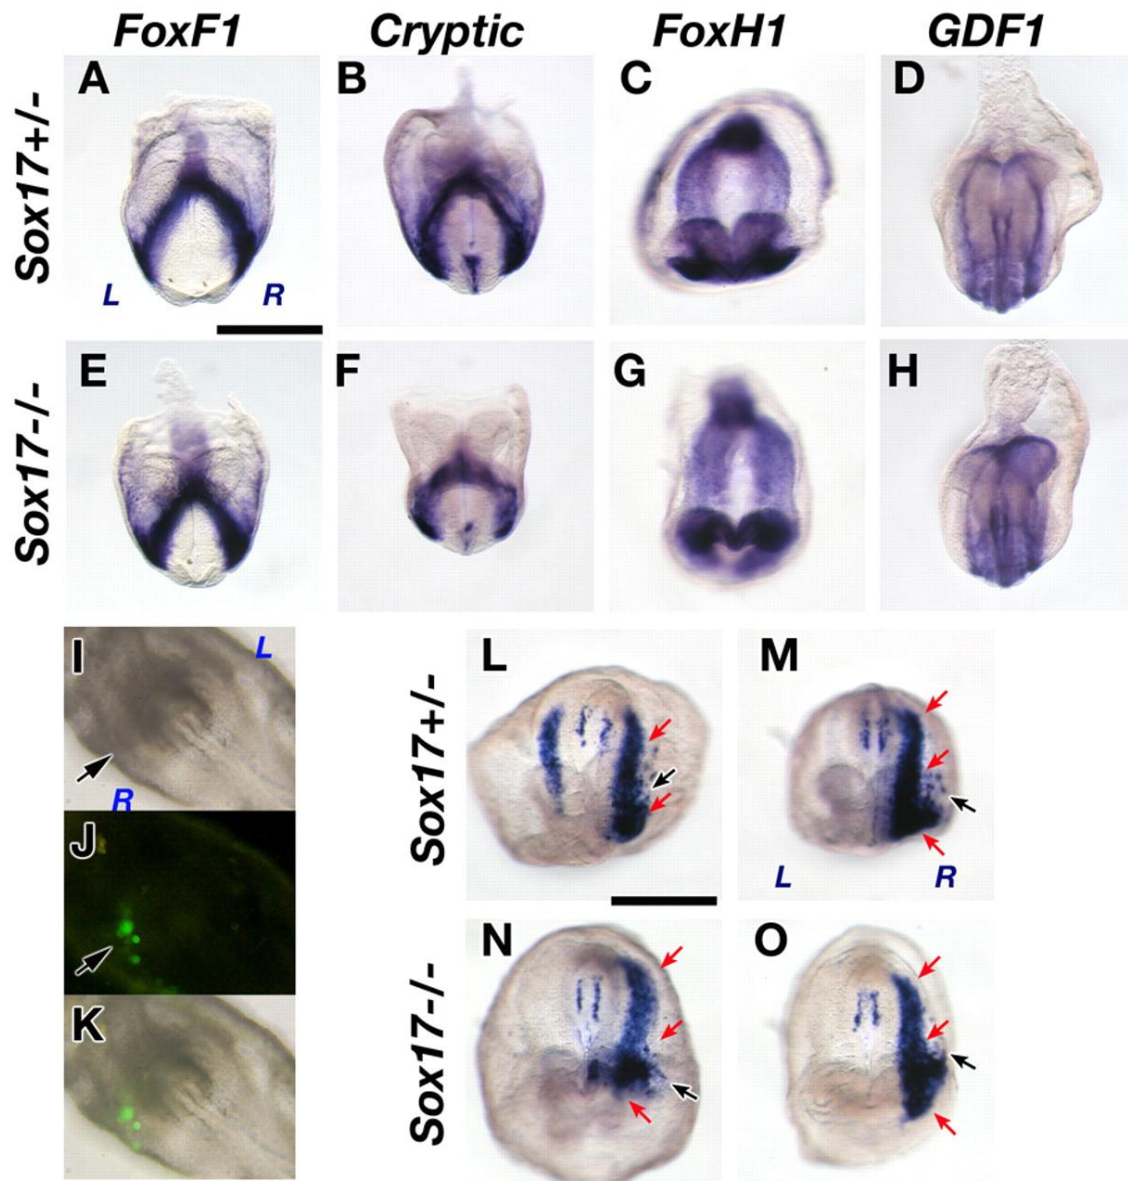 FoxF1 Cryptic FoxH1 GDF1
Sox17+/-
A B C D
L R
Sox17-/-
E F G H
I L
R
J
K
Sox17+/-
L M
L R
Sox17-/-
N O